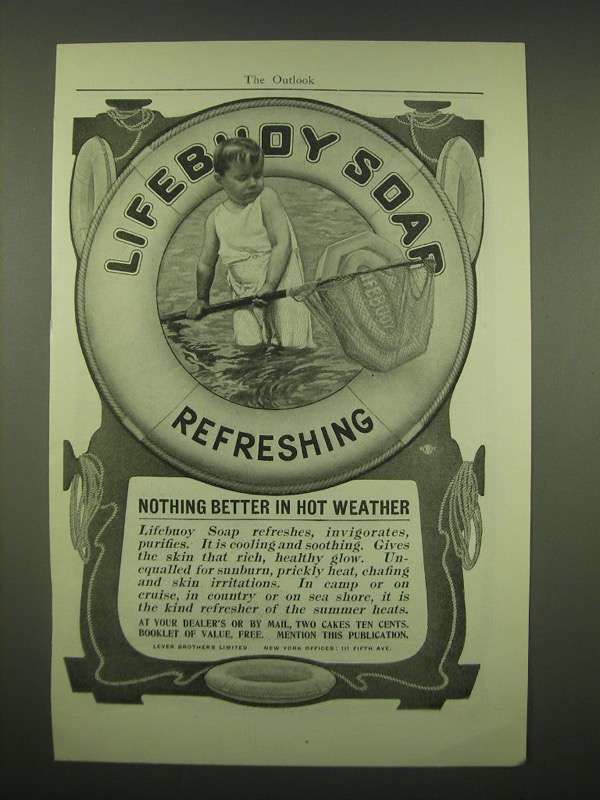 The Outlook
LIFEBUOY SOAP
LIFEBUOY
REFRESHING
NOTHING BETTER IN HOT WEATHER
Lifebuoy Soap refreshes, invigorates,
purifies. It is cooling and soothing. Gives
the skin that rich, healthy glow. Un-
equalled for sunburn, prickly heat, chafing
and skin irritations. In camp or on
cruise, in country or on sea shore, it is
the kind refresher of the summer heats.
AT YOUR DEALER'S OR BY MAIL, TWO CAKES TEN CENTS.
BOOKLET OF VALUE, FREE. MENTION THIS PUBLICATION.
LEVER BROTHERS LIMITED NEW YORK OFFICES: 111 FIFTH AVE.